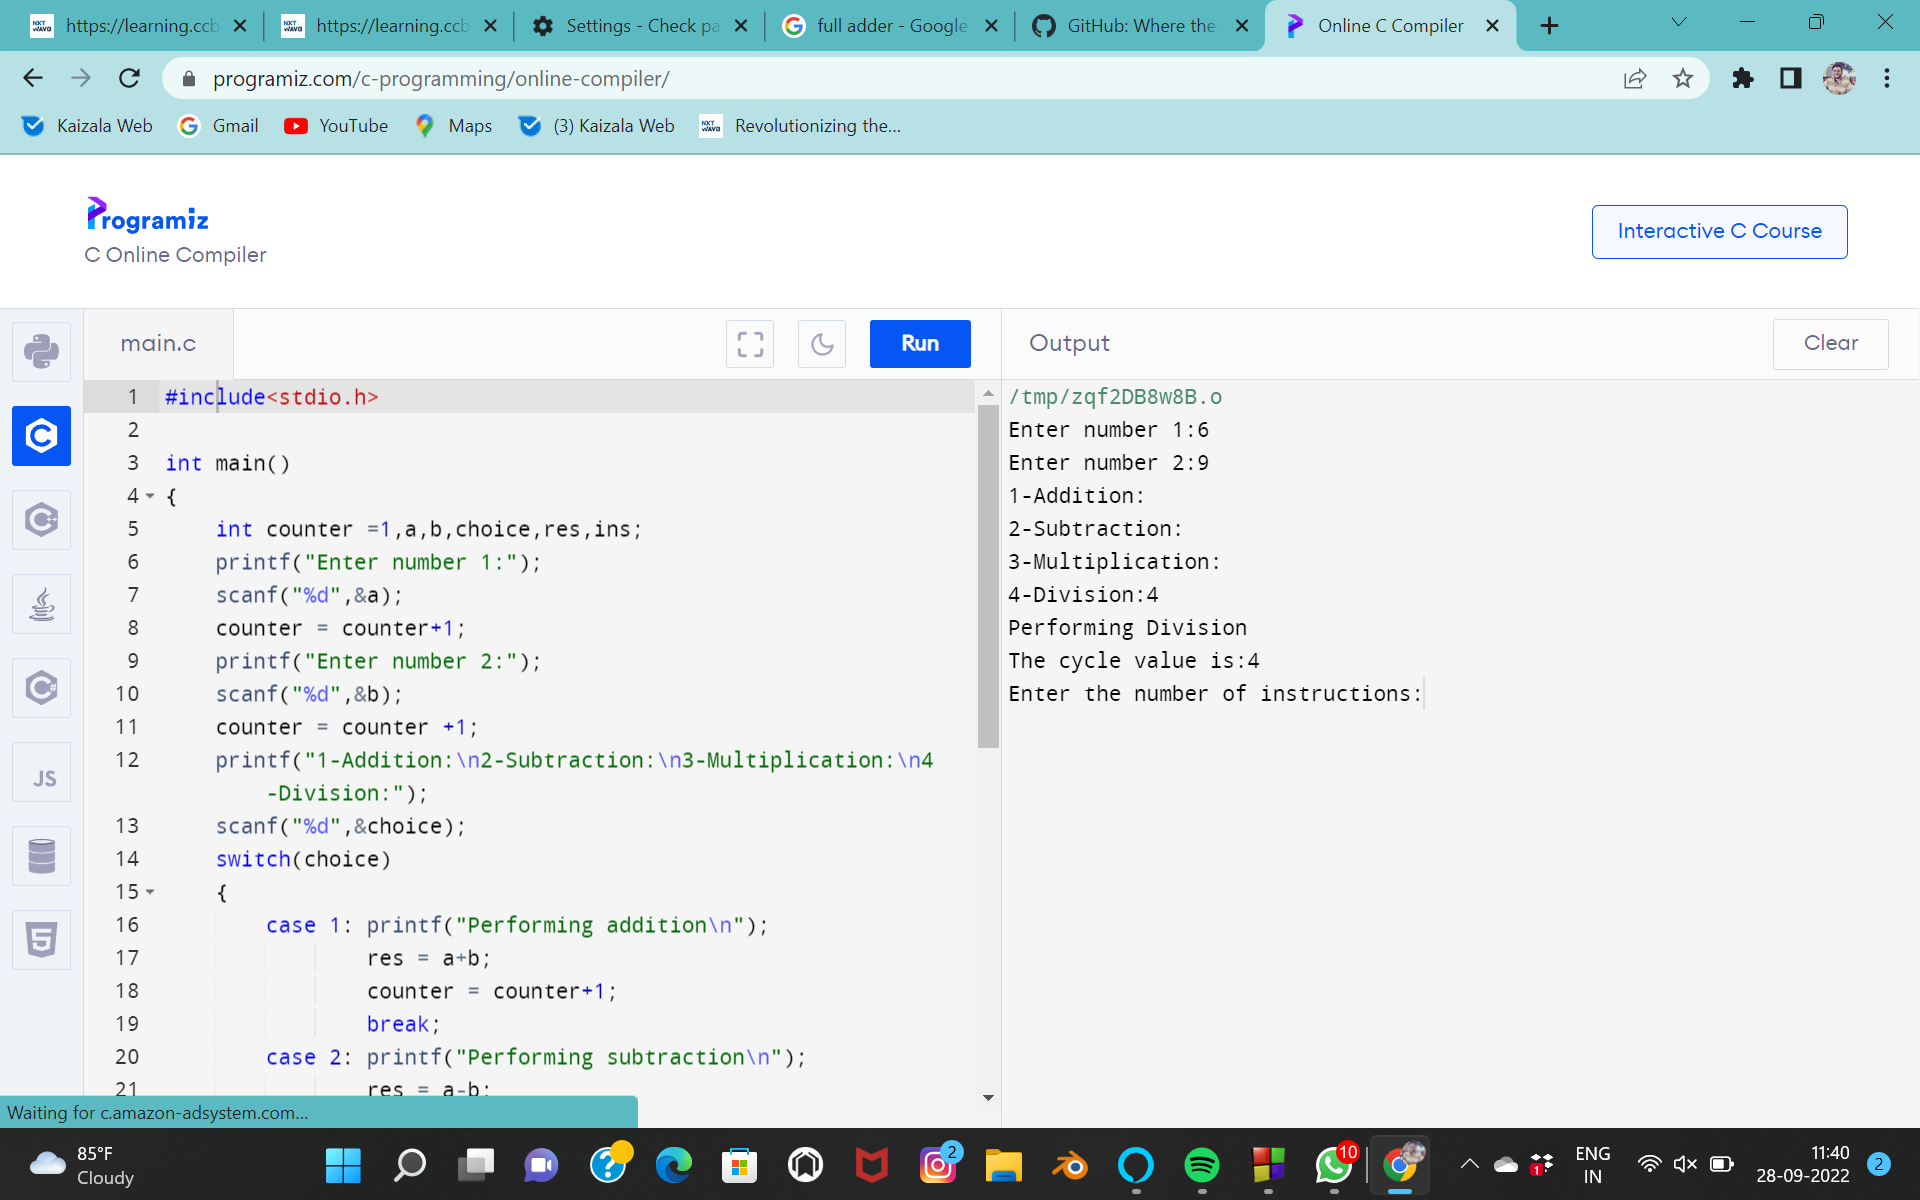 https://learning.ccb
https://learning.ccb
Settings - Check pa
full adder - Google
GitHub: Where the
Online C Compiler
programiz.com/c-programming/online-compiler/
Kaizala Web
Gmail
YouTube
Maps
(3) Kaizala Web
NXT WAVE
Revolutionizing the...
Programiz
C Online Compiler
Interactive C Course
main.c
Run
Output
Clear
1 #include<stdio.h>
2
3 int main()
4 {
5 int counter =1,a,b,choice,res,ins;
6 printf("Enter number 1:");
7 scanf("%d",&a);
8 counter = counter+1;
9 printf("Enter number 2:");
10 scanf("%d",&b);
11 counter = counter +1;
12 printf("1-Addition:\n2-Subtraction:\n3-Multiplication:\n4
-Division:");
13 scanf("%d",&choice);
14 switch(choice)
15 {
16 case 1: printf("Performing addition\n");
17 res = a+b;
18 counter = counter+1;
19 break;
20 case 2: printf("Performing subtraction\n");
21 res = a-b;
/tmp/zqf2DB8w8B.o
Enter number 1:6
Enter number 2:9
1-Addition:
2-Subtraction:
3-Multiplication:
4-Division:4
Performing Division
The cycle value is:4
Enter the number of instructions:
JS
Waiting for c.amazon-adsystem.com...
85°F
Cloudy
2
10
1
ENG
IN
11:40
28-09-2022
2